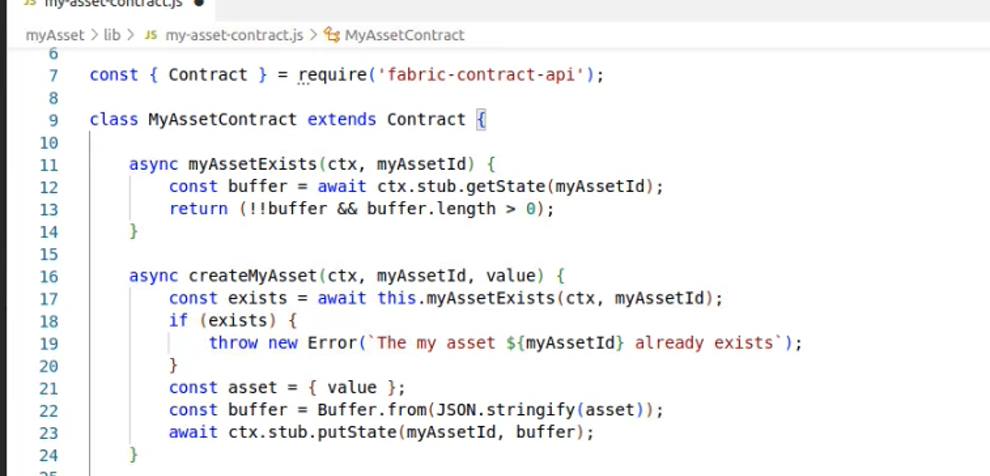 JS my-asset-contract.js ●
myAsset > lib > JS my-asset-contract.js > MyAssetContract
6
7 const { Contract } = require('fabric-contract-api');
8
9 class MyAssetContract extends Contract {
10
11 async myAssetExists(ctx, myAssetId) {
12 const buffer = await ctx.stub.getState(myAssetId);
13 return (!!buffer && buffer.length > 0);
14 }
15
16 async createMyAsset(ctx, myAssetId, value) {
17 const exists = await this.myAssetExists(ctx, myAssetId);
18 if (exists) {
19 throw new Error(`The my asset ${myAssetId} already exists`);
20 }
21 const asset = { value };
22 const buffer = Buffer.from(JSON.stringify(asset));
23 await ctx.stub.putState(myAssetId, buffer);
24 }
25